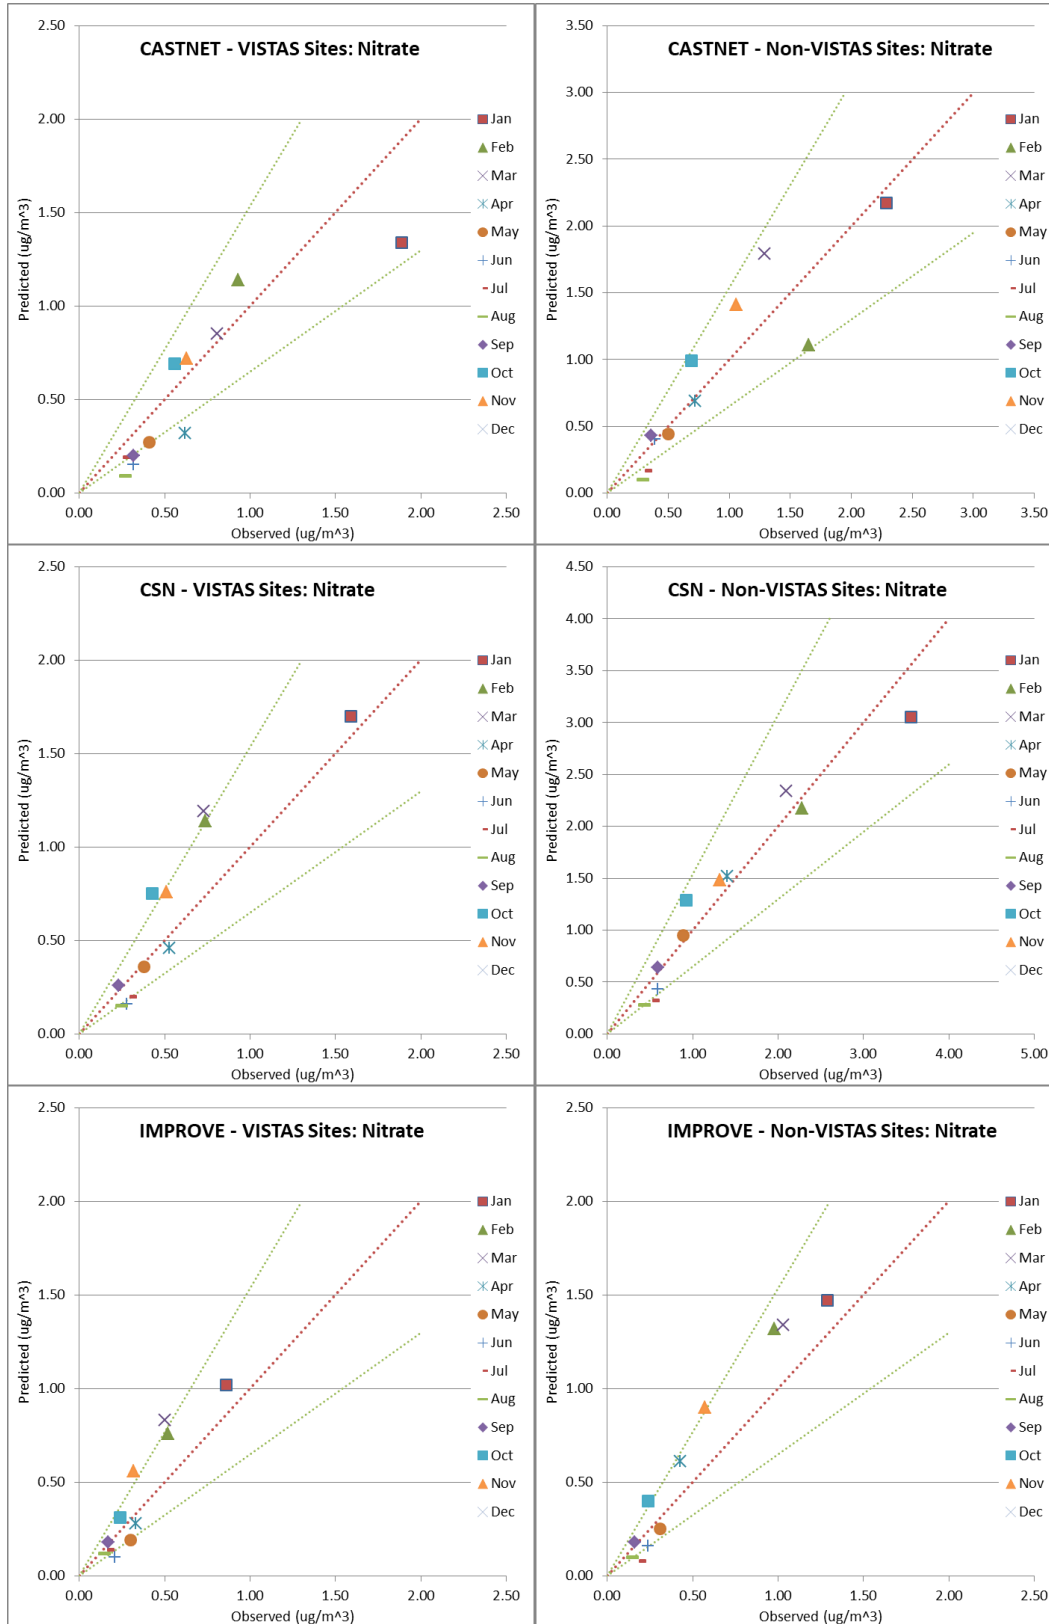 CASTNET - VISTAS Sites: Nitrate
2.50
2.00
1.50
1.00
0.50
0.00
Predicted (ug/m^3)
0.00 0.50 1.00 1.50 2.00 2.50
Observed (ug/m^3)
Jan
Feb
Mar
Apr
May
Jun
Jul
Aug
Sep
Oct
Nov
Dec
CASTNET - Non-VISTAS Sites: Nitrate
3.50
3.00
2.50
2.00
1.50
1.00
0.50
0.00
Predicted (ug/m^3)
0.00 0.50 1.00 1.50 2.00 2.50 3.00 3.50
Observed (ug/m^3)
Jan
Feb
Mar
Apr
May
Jun
Jul
Aug
Sep
Oct
Nov
Dec
CSN - VISTAS Sites: Nitrate
2.50
2.00
1.50
1.00
0.50
0.00
Predicted (ug/m^3)
0.00 0.50 1.00 1.50 2.00 2.50
Observed (ug/m^3)
Jan
Feb
Mar
Apr
May
Jun
Jul
Aug
Sep
Oct
Nov
Dec
CSN - Non-VISTAS Sites: Nitrate
4.50
4.00
3.50
3.00
2.50
2.00
1.50
1.00
0.50
0.00
Predicted (ug/m^3)
0.00 1.00 2.00 3.00 4.00 5.00
Observed (ug/m^3)
Jan
Feb
Mar
Apr
May
Jun
Jul
Aug
Sep
Oct
Nov
Dec
IMPROVE - VISTAS Sites: Nitrate
2.50
2.00
1.50
1.00
0.50
0.00
Predicted (ug/m^3)
0.00 0.50 1.00 1.50 2.00 2.50
Observed (ug/m^3)
Jan
Feb
Mar
Apr
May
Jun
Jul
Aug
Sep
Oct
Nov
Dec
IMPROVE - Non-VISTAS Sites: Nitrate
2.50
2.00
1.50
1.00
0.50
0.00
Predicted (ug/m^3)
0.00 0.50 1.00 1.50 2.00 2.50
Observed (ug/m^3)
Jan
Feb
Mar
Apr
May
Jun
Jul
Aug
Sep
Oct
Nov
Dec